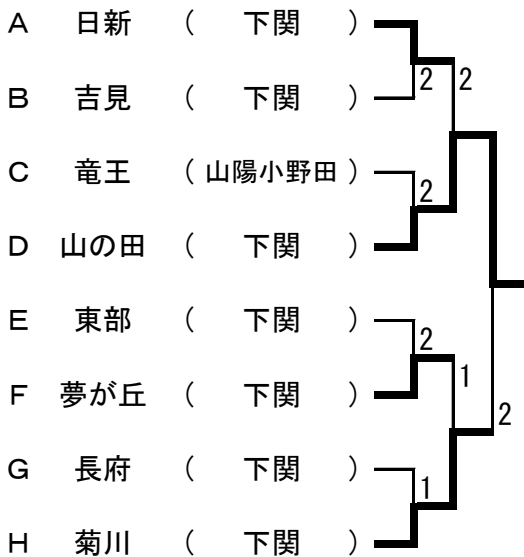 A 日新 ( 下関 )
2 2
B 吉見 ( 下関 )
C 竜王 ( 山陽小野田 )
2
D 山の田 ( 下関 )
E 東部 ( 下関 )
2
1
F 夢が丘 ( 下関 )
2
G 長府 ( 下関 )
1
H 菊川 ( 下関 )